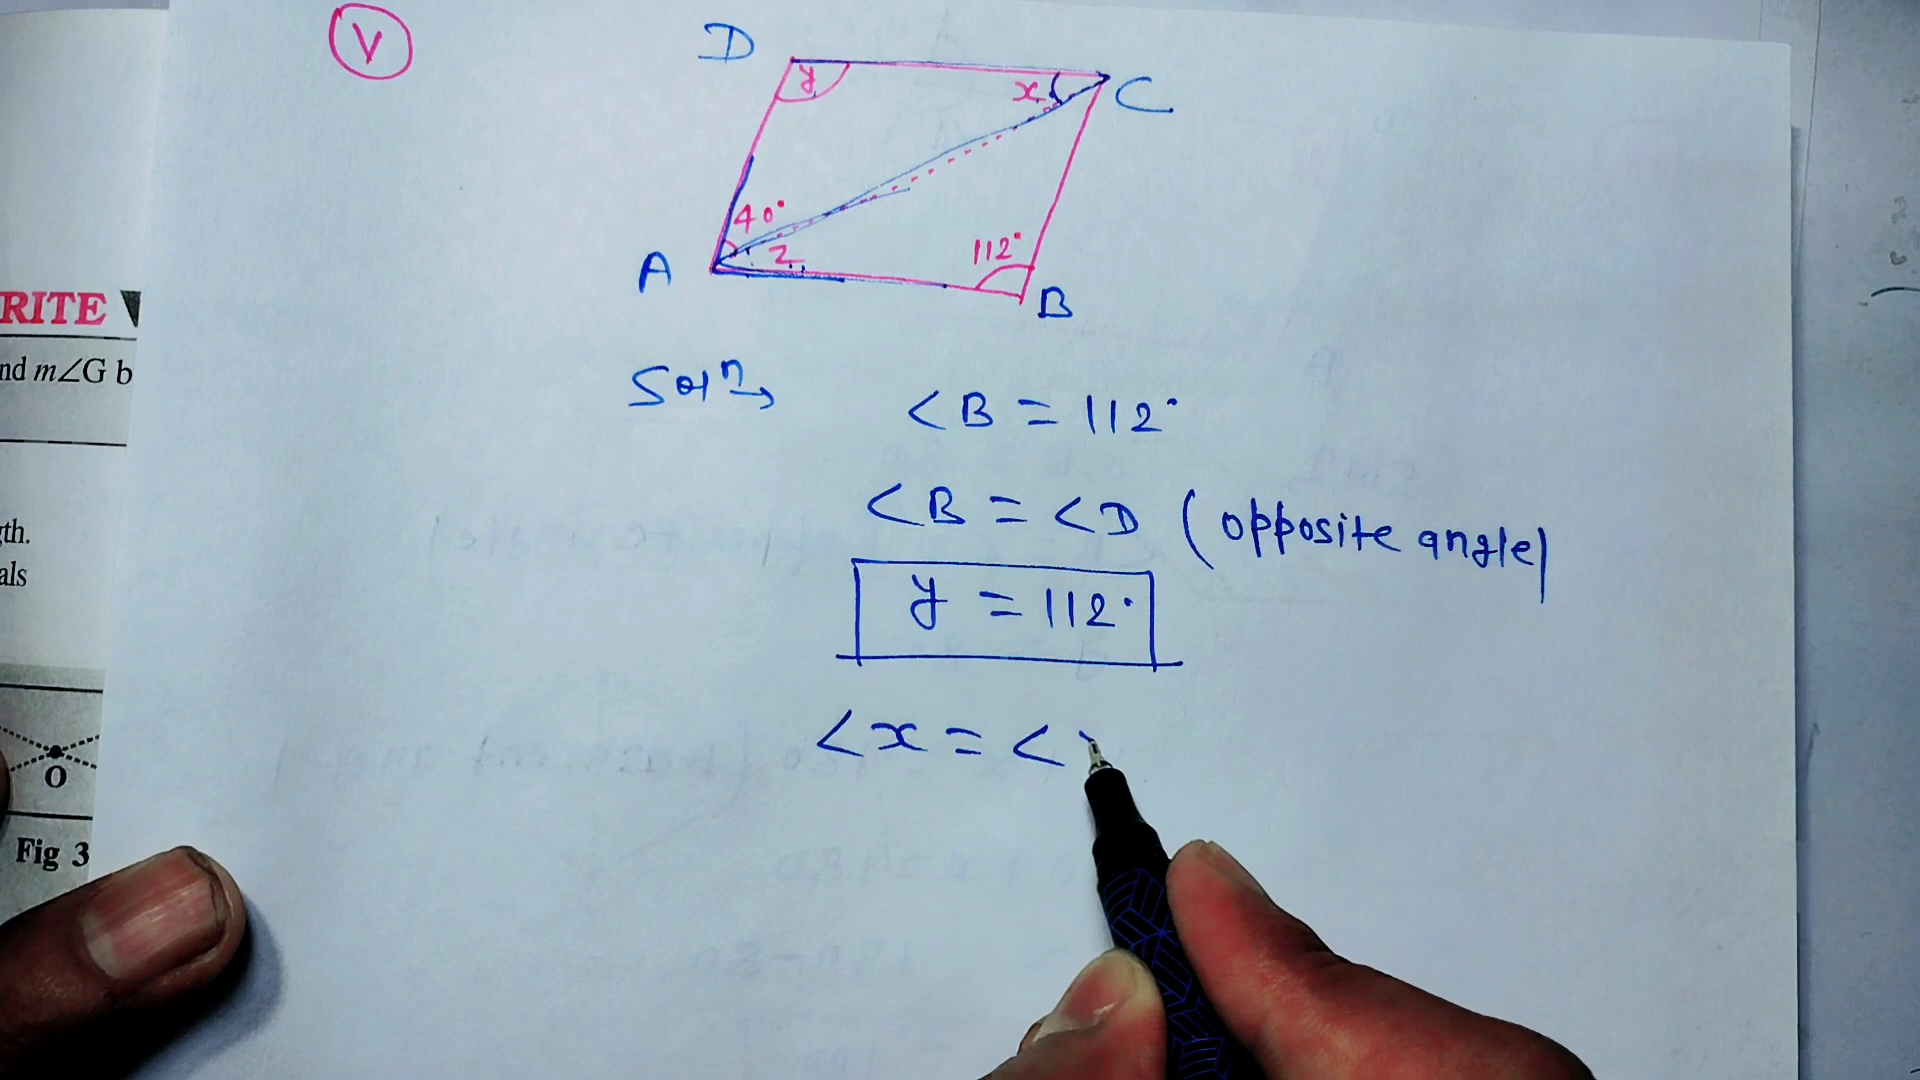 V
D
y
x
C
40°
z
112°
A
B
RITE
nd m∠G b
th.
als
O
Fig 3
Solⁿ→
<B = 112°
<B = <D (opposite angle)
y = 112°
<x = <